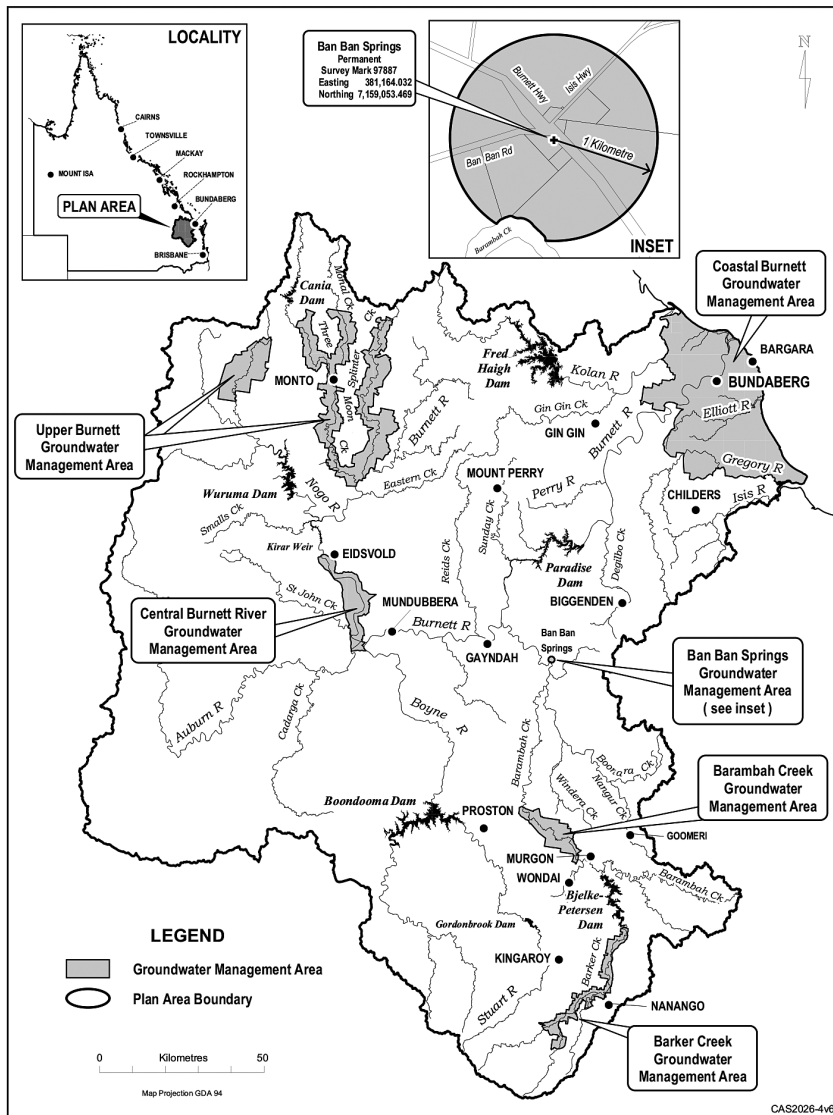 LOCALITY
CAIRNS
TOWNSVILLE
MACKAY
MOUNT ISA
ROCKHAMPTON
PLAN AREA
BUNDABERG
BRISBANE
Ban Ban Springs
Permanent
Survey Mark 97887
Easting 381,164.032
Northing 7,159,053.469
Burnett Hwy
Isis Hwy
Ban Ban Rd
1 Kilometre
Barambah Ck
INSET
N
Coastal Burnett
Groundwater
Management Area
Cania
Dam
Monal Ck
Three
Moon
Ck
Splinter
Ck
MONTO
Fred
Haigh
Dam
Kolan R
BARGARA
BUNDABERG
Elliott R
Gregory R
Gin Gin Ck
GIN GIN
Burnett R
Burnett R
Upper Burnett
Groundwater
Management Area
Wuruma Dam
Nogo R
Eastern Ck
MOUNT PERRY
Perry R
CHILDERS
Isis R
Smalls Ck
Sunday Ck
Kirar Weir
EIDSVOLD
Reids Ck
Paradise
Dam
Degilbo Ck
St John Ck
BIGGENDEN
Central Burnett River
Groundwater
Management Area
MUNDUBBERA
Burnett R
GAYNDAH
Ban Ban
Springs
Ban Ban Springs
Groundwater
Management Area
( see inset )
Auburn R
Cadarga Ck
Boyne R
Barambah Ck
Boonara Ck
Windera Ck
Nangur Ck
Barambah Creek
Groundwater
Management Area
Boondooma Dam
PROSTON
GOOMERI
MURGON
WONDAI
Barambah Ck
Bjelke-
Petersen
Dam
Gordonbrook Dam
KINGAROY
Barker Ck
Stuart R
NANANGO
Barker Creek
Groundwater
Management Area
LEGEND
Groundwater Management Area
Plan Area Boundary
0 Kilometres 50
Map Projection GDA 94
CAS2026-4v6